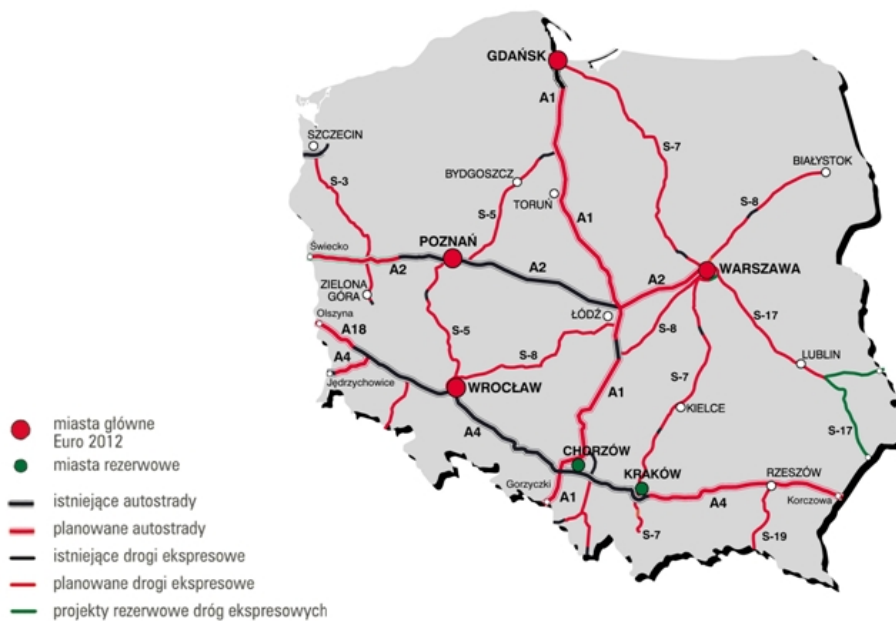 GDAŃSK
A1
SZCZECIN
S-7
BIAŁYSTOK
BYDGOSZCZ
S-3
TORUŃ
S-8
S-5
A1
POZNAŃ
Świecko
WARSZAWA
A2
A2
A2
ZIELONA
GÓRA
Olszyna
ŁÓDŹ
S-17
A18
S-5
S-8
LUBLIN
A4
S-8
Jędrzychowice
WROCŁAW
S-7
A1
KIELCE
S-17
A4
CHORZÓW
KRAKÓW
RZESZÓW
Gorzyczki
A1
A4
Korczowa
S-7
S-19
miasta główne
Euro 2012
miasta rezerwowe
istniejące autostrady
planowane autostrady
istniejące drogi ekspresowe
planowane drogi ekspresowe
projekty rezerwowe dróg ekspresowych